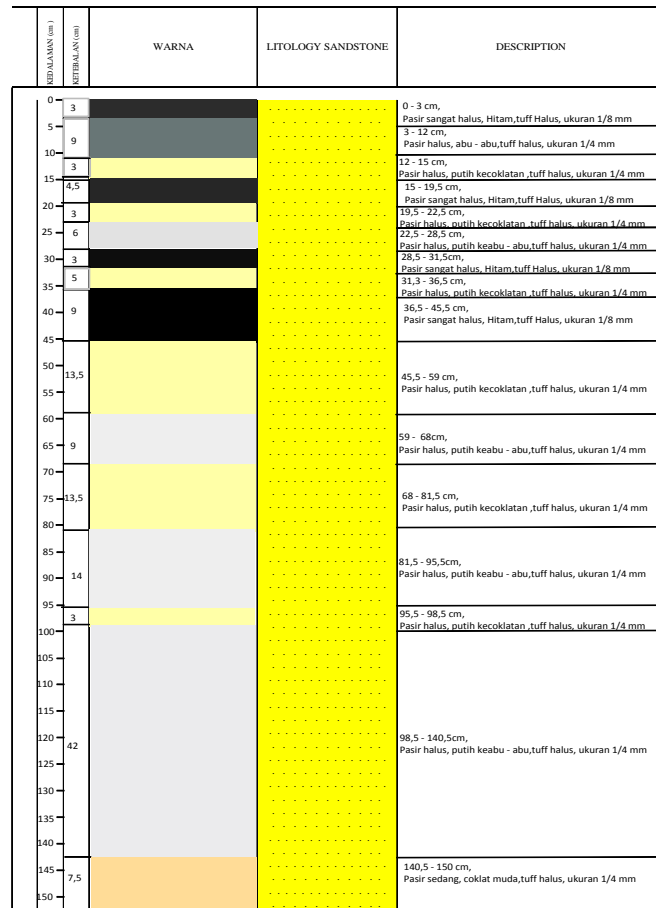 KEDALAMAN (cm)
KETEBALAN (cm)
WARNA
LITOLOGY SANDSTONE
DESCRIPTION
0
5
10
15
20
25
30
35
40
45
50
55
60
65
70
75
80
85
90
95
100
105
110
115
120
125
130
135
140
145
150
3
9
3
4,5
3
6
3
5
9
13,5
9
13,5
14
3
42
7,5
0 - 3 cm,
Pasir sangat halus, Hitam,tuff Halus, ukuran 1/8 mm
3 - 12 cm,
Pasir halus, abu - abu,tuff halus, ukuran 1/4 mm
12 - 15 cm,
Pasir halus, putih kecoklatan ,tuff halus, ukuran 1/4 mm
15 - 19,5 cm,
Pasir sangat halus, Hitam,tuff Halus, ukuran 1/8 mm
19,5 - 22,5 cm,
Pasir halus, putih kecoklatan ,tuff halus, ukuran 1/4 mm
22,5 - 28,5 cm,
Pasir halus, putih keabu - abu,tuff halus, ukuran 1/4 mm
28,5 - 31,5cm,
Pasir sangat halus, Hitam,tuff Halus, ukuran 1/8 mm
31,3 - 36,5 cm,
Pasir halus, putih kecoklatan ,tuff halus, ukuran 1/4 mm
36,5 - 45,5 cm,
Pasir sangat halus, Hitam,tuff Halus, ukuran 1/8 mm
45,5 - 59 cm,
Pasir halus, putih kecoklatan ,tuff halus, ukuran 1/4 mm
59 - 68cm,
Pasir halus, putih keabu - abu,tuff halus, ukuran 1/4 mm
68 - 81,5 cm,
Pasir halus, putih kecoklatan ,tuff halus, ukuran 1/4 mm
81,5 - 95,5cm,
Pasir halus, putih keabu - abu,tuff halus, ukuran 1/4 mm
95,5 - 98,5 cm,
Pasir halus, putih kecoklatan ,tuff halus, ukuran 1/4 mm
98,5 - 140,5cm,
Pasir halus, putih keabu - abu,tuff halus, ukuran 1/4 mm
140,5 - 150 cm,
Pasir sedang, coklat muda,tuff halus, ukuran 1/4 mm